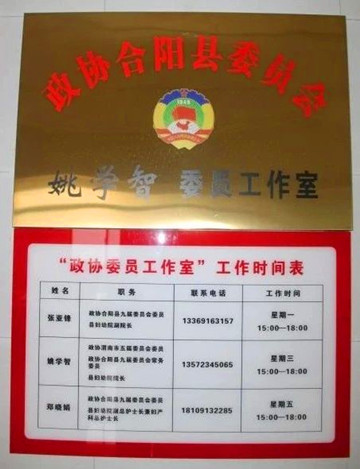 政协合阳县委员会
1949
姚学智 委员工作室
“政协委员工作室”工作时间表
姓名 职务 联系电话 工作时间
张亚锋 政协合阳县九届委员会委员 13369163157 星期一
县妇幼院副院长 15:00—18:00
姚学智 政协渭南市五届委员会委员 13572345065 星期三
政协合阳县九届委员会常务
委员 15:00—18:00
县妇幼院院长
郑晓娟 政协合阳县九届委员会委员 18109132285 星期五
县妇幼院副总护士长兼妇产 15:00—18:00
科总护士长